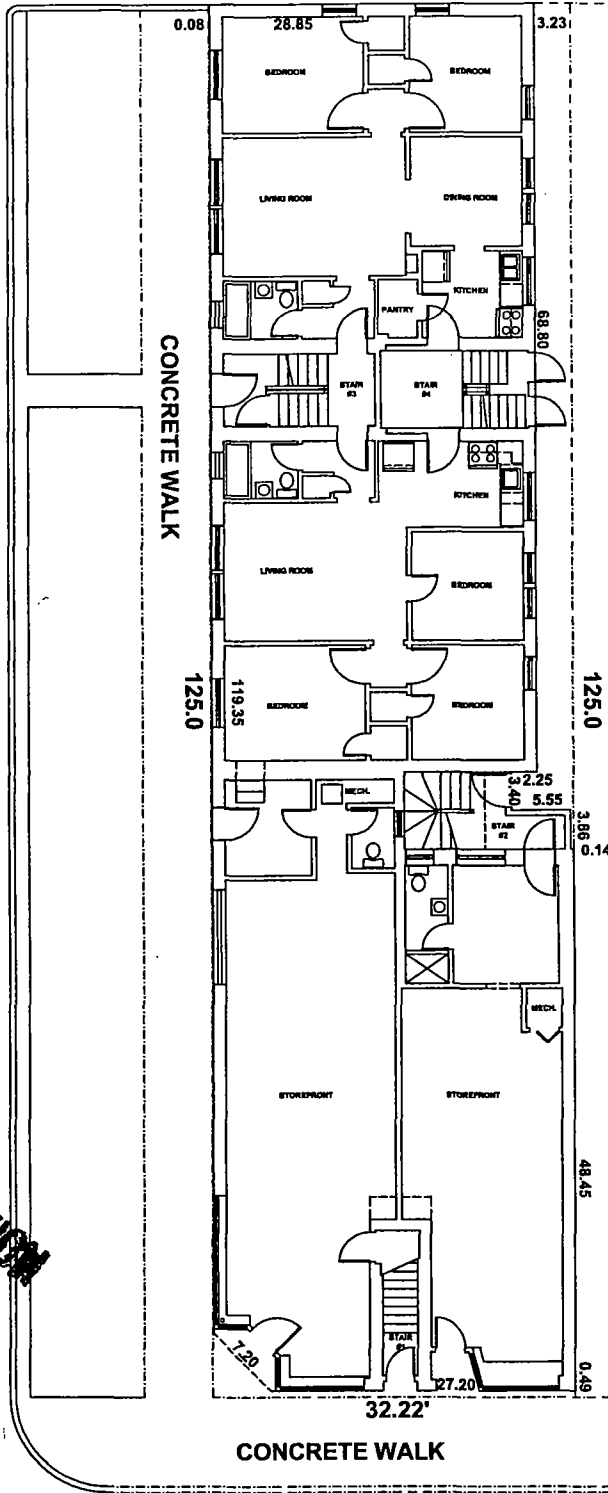 0.08
28.85
3.23
BEDROOM
BEDROOM
LIVING ROOM
DINING ROOM
KITCHEN
PANTRY
68.80
CONCRETE WALK
STAIR
#3
STAIR
#4
KITCHEN
LIVING ROOM
BEDROOM
125.0
119.35
BEDROOM
BEDROOM
125.0
MECH.
2.25
3.40
5.55
STAIR
#2
3.86
0.14
MECH.
STOREFRONT
STOREFRONT
48.45
7.20
STAIR
#1
27.20
0.49
32.22'
CONCRETE WALK